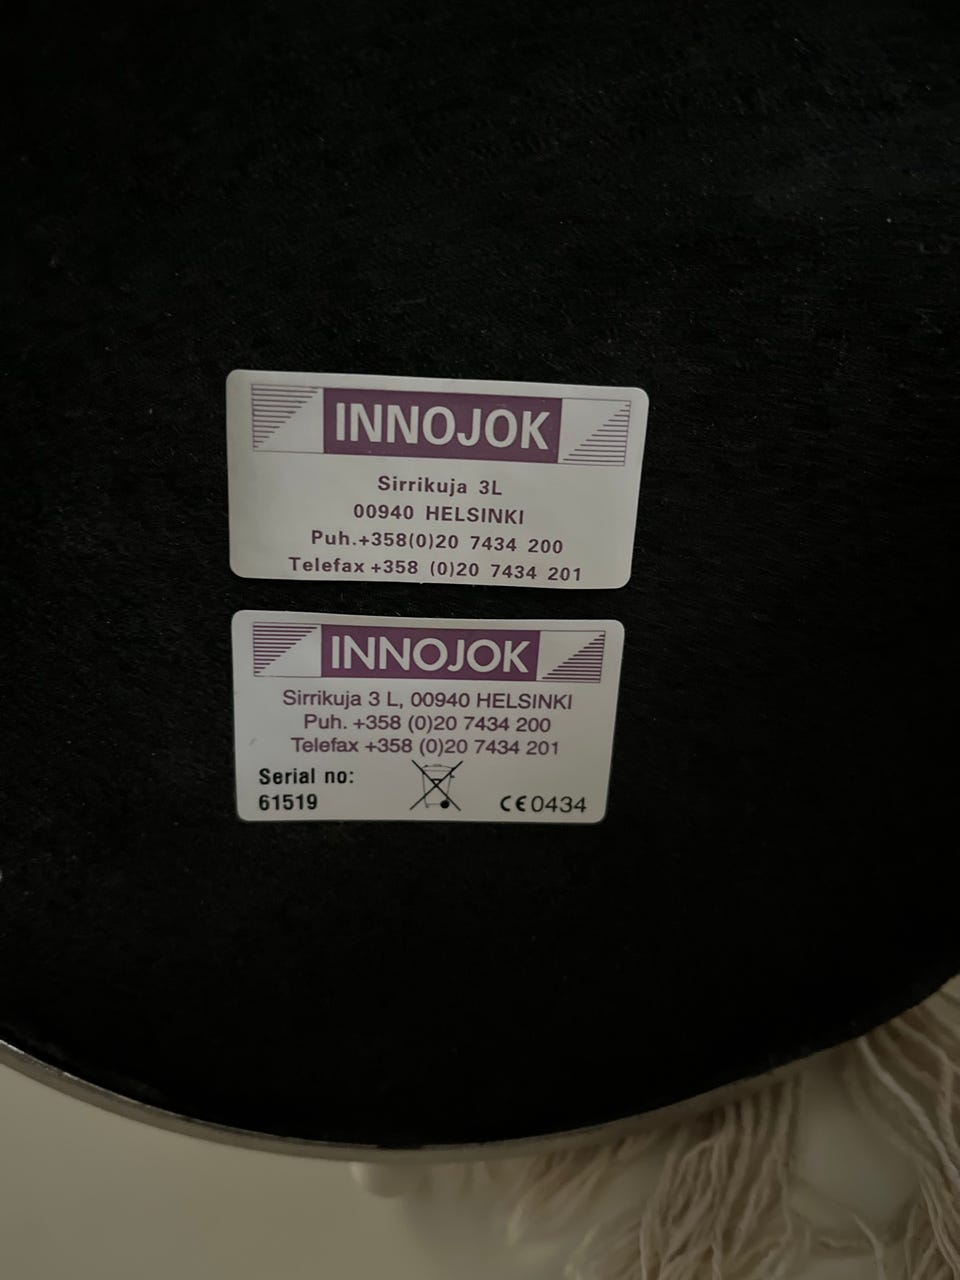 INNOJOK
Sirrikuja 3L
00940 HELSINKI
Puh.+358(0)20 7434 200
Telefax +358 (0)20 7434 201
INNOJOK
Sirrikuja 3 L, 00940 HELSINKI
Puh. +358 (0)20 7434 200
Telefax +358 (0)20 7434 201
Serial no:
61519
CE0434